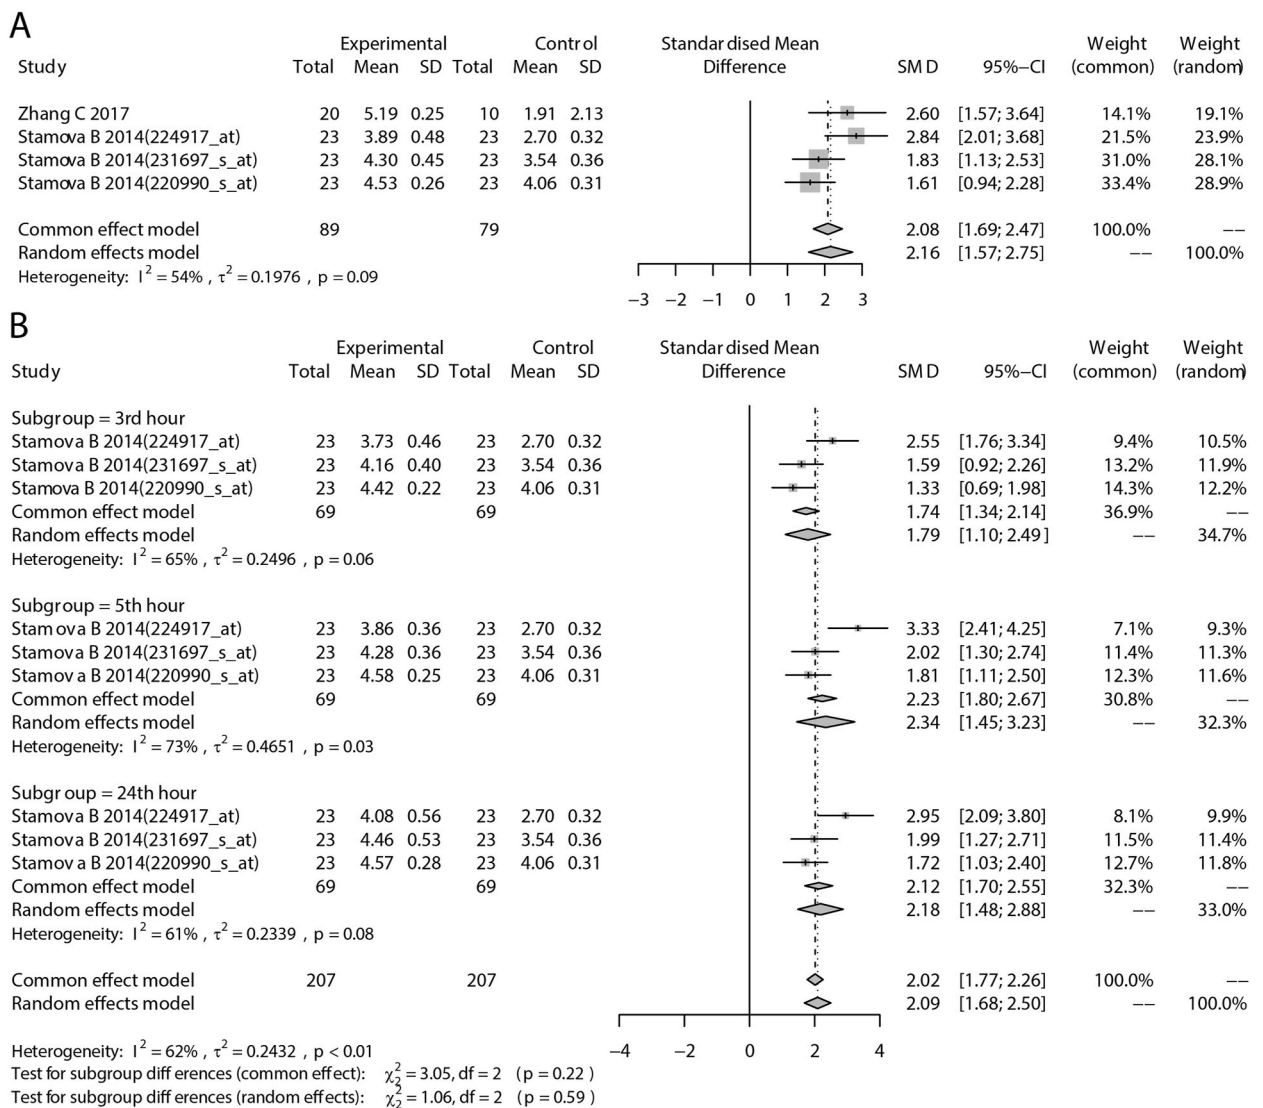 A
Experimental Control Standardised Mean Weight Weight
Study Total Mean SD Total Mean SD Difference SMD 95%−CI (common) (random)
Zhang C 2017 20 5.19 0.25 10 1.91 2.13 2.60 [1.57; 3.64] 14.1% 19.1%
Stamova B 2014(224917_at) 23 3.89 0.48 23 2.70 0.32 2.84 [2.01; 3.68] 21.5% 23.9%
Stamova B 2014(231697_s_at) 23 4.30 0.45 23 3.54 0.36 1.83 [1.13; 2.53] 31.0% 28.1%
Stamova B 2014(220990_s_at) 23 4.53 0.26 23 4.06 0.31 1.61 [0.94; 2.28] 33.4% 28.9%
Common effect model 89 79 2.08 [1.69; 2.47] 100.0% −−
Random effects model 2.16 [1.57; 2.75] −− 100.0%
Heterogeneity: I² = 54% , τ² = 0.1976 , p = 0.09
−3 −2 −1 0 1 2 3
B
Experimental Control Standardised Mean Weight Weight
Study Total Mean SD Total Mean SD Difference SMD 95%−CI (common) (random)
Subgroup = 3rd hour
Stamova B 2014(224917_at) 23 3.73 0.46 23 2.70 0.32 2.55 [1.76; 3.34] 9.4% 10.5%
Stamova B 2014(231697_s_at) 23 4.16 0.40 23 3.54 0.36 1.59 [0.92; 2.26] 13.2% 11.9%
Stamova B 2014(220990_s_at) 23 4.42 0.22 23 4.06 0.31 1.33 [0.69; 1.98] 14.3% 12.2%
Common effect model 69 69 1.74 [1.34; 2.14] 36.9% −−
Random effects model 1.79 [1.10; 2.49] −− 34.7%
Heterogeneity: I² = 65% , τ² = 0.2496 , p = 0.06
Subgroup = 5th hour
Stamova B 2014(224917_at) 23 3.86 0.36 23 2.70 0.32 3.33 [2.41; 4.25] 7.1% 9.3%
Stamova B 2014(231697_s_at) 23 4.28 0.36 23 3.54 0.36 2.02 [1.30; 2.74] 11.4% 11.3%
Stamova B 2014(220990_s_at) 23 4.58 0.25 23 4.06 0.31 1.81 [1.11; 2.50] 12.3% 11.6%
Common effect model 69 69 2.23 [1.80; 2.67] 30.8% −−
Random effects model 2.34 [1.45; 3.23] −− 32.3%
Heterogeneity: I² = 73% , τ² = 0.4651 , p = 0.03
Subgroup = 24th hour
Stamova B 2014(224917_at) 23 4.08 0.56 23 2.70 0.32 2.95 [2.09; 3.80] 8.1% 9.9%
Stamova B 2014(231697_s_at) 23 4.46 0.53 23 3.54 0.36 1.99 [1.27; 2.71] 11.5% 11.4%
Stamova B 2014(220990_s_at) 23 4.57 0.28 23 4.06 0.31 1.72 [1.03; 2.40] 12.7% 11.8%
Common effect model 69 69 2.12 [1.70; 2.55] 32.3% −−
Random effects model 2.18 [1.48; 2.88] −− 33.0%
Heterogeneity: I² = 61% , τ² = 0.2339 , p = 0.08
Common effect model 207 207 2.02 [1.77; 2.26] 100.0% −−
Random effects model 2.09 [1.68; 2.50] −− 100.0%
−4 −2 0 2 4
Heterogeneity: I² = 62% , τ² = 0.2432 , p < 0.01
Test for subgroup differences (common effect): χ²₂ = 3.05, df = 2 (p = 0.22 )
Test for subgroup differences (random effects): χ²₂ = 1.06, df = 2 (p = 0.59 )